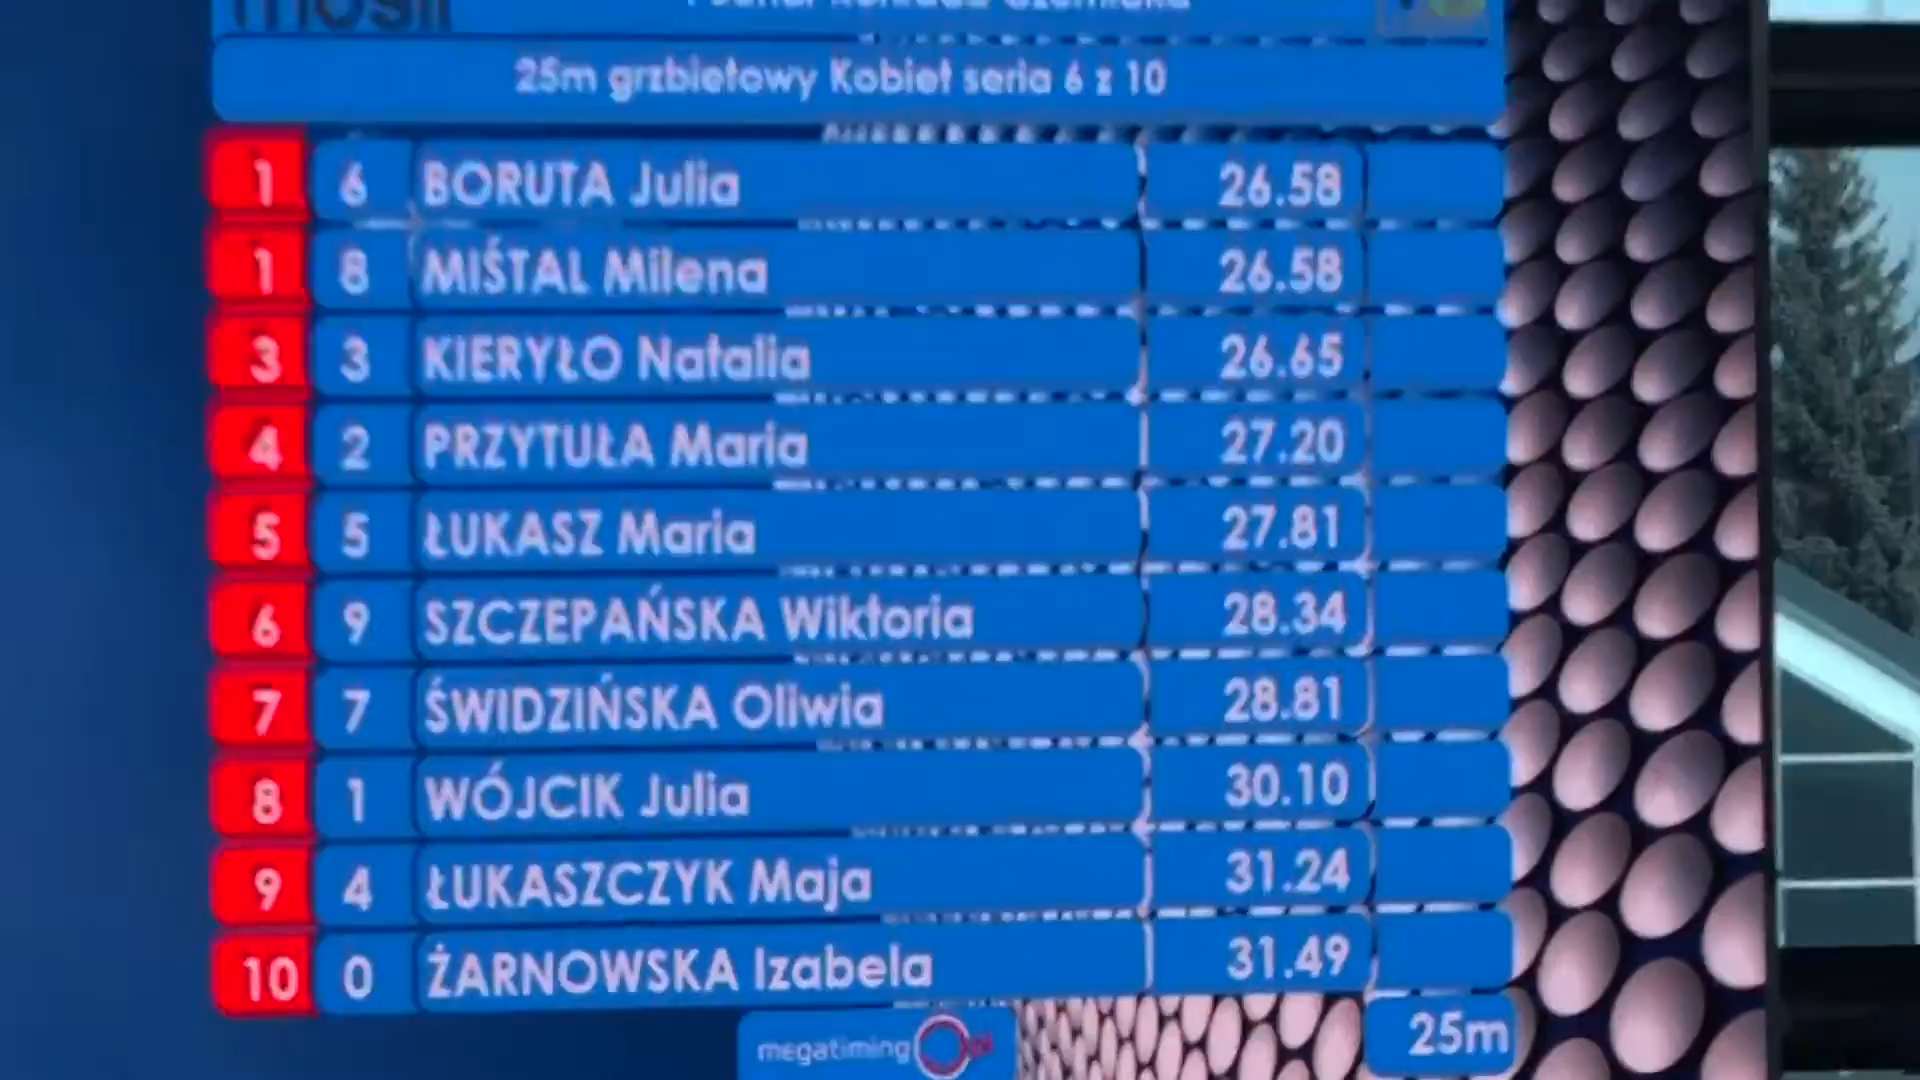 mosir
25m grzbietowy Kobiet seria 6 z 10
1 6 BORUTA Julia 26.58
1 8 MIŚTAL Milena 26.58
3 3 KIERYŁO Natalia 26.65
4 2 PRZYTUŁA Maria 27.20
5 5 ŁUKASZ Maria 27.81
6 9 SZCZEPAŃSKA Wiktoria 28.34
7 7 ŚWIDZIŃSKA Oliwia 28.81
8 1 WÓJCIK Julia 30.10
9 4 ŁUKASZCZYK Maja 31.24
10 0 ŻARNOWSKA Izabela 31.49
megatiming.pl
25m